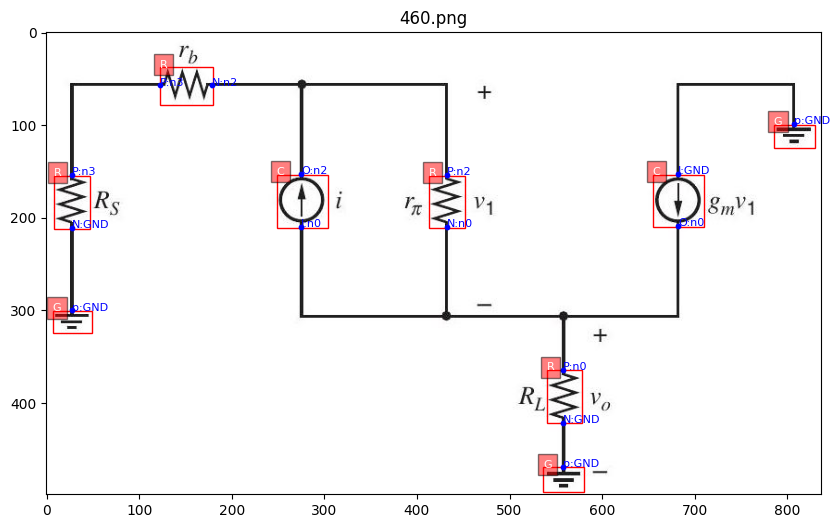 460.png
0
100
200
300
400
0
100
200
300
400
500
600
700
800
R
r_b
P:n3
N:n2
+
G
p:GND
R
P:n3
R_S
N:GND
C
O:n2
i
I:n0
R
P:n2
r_π
v_1
N:n0
C
I:GND
g_m v_1
O:n0
G
p:GND
−
+
R
P:n0
R_L
v_o
N:GND
G
p:GND
−